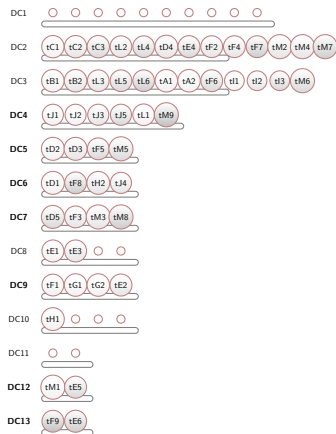 DC1
DC2 tC1 tC2 tC3 tL2 tL4 tD4 tE4 tF2 tF4 tF7 tM2 tM4 tM7
DC3 tB1 tB2 tL3 tL5 tL6 tA1 tA2 tF6 tI1 tI2 tI3 tM6
DC4 tJ1 tJ2 tJ3 tJ5 tL1 tM9
DC5 tD2 tD3 tF5 tM5
DC6 tD1 tF8 tH2 tJ4
DC7 tD5 tF3 tM3 tM8
DC8 tE1 tE3
DC9 tF1 tG1 tG2 tE2
DC10 tH1
DC11
DC12 tM1 tE5
DC13 tF9 tE6